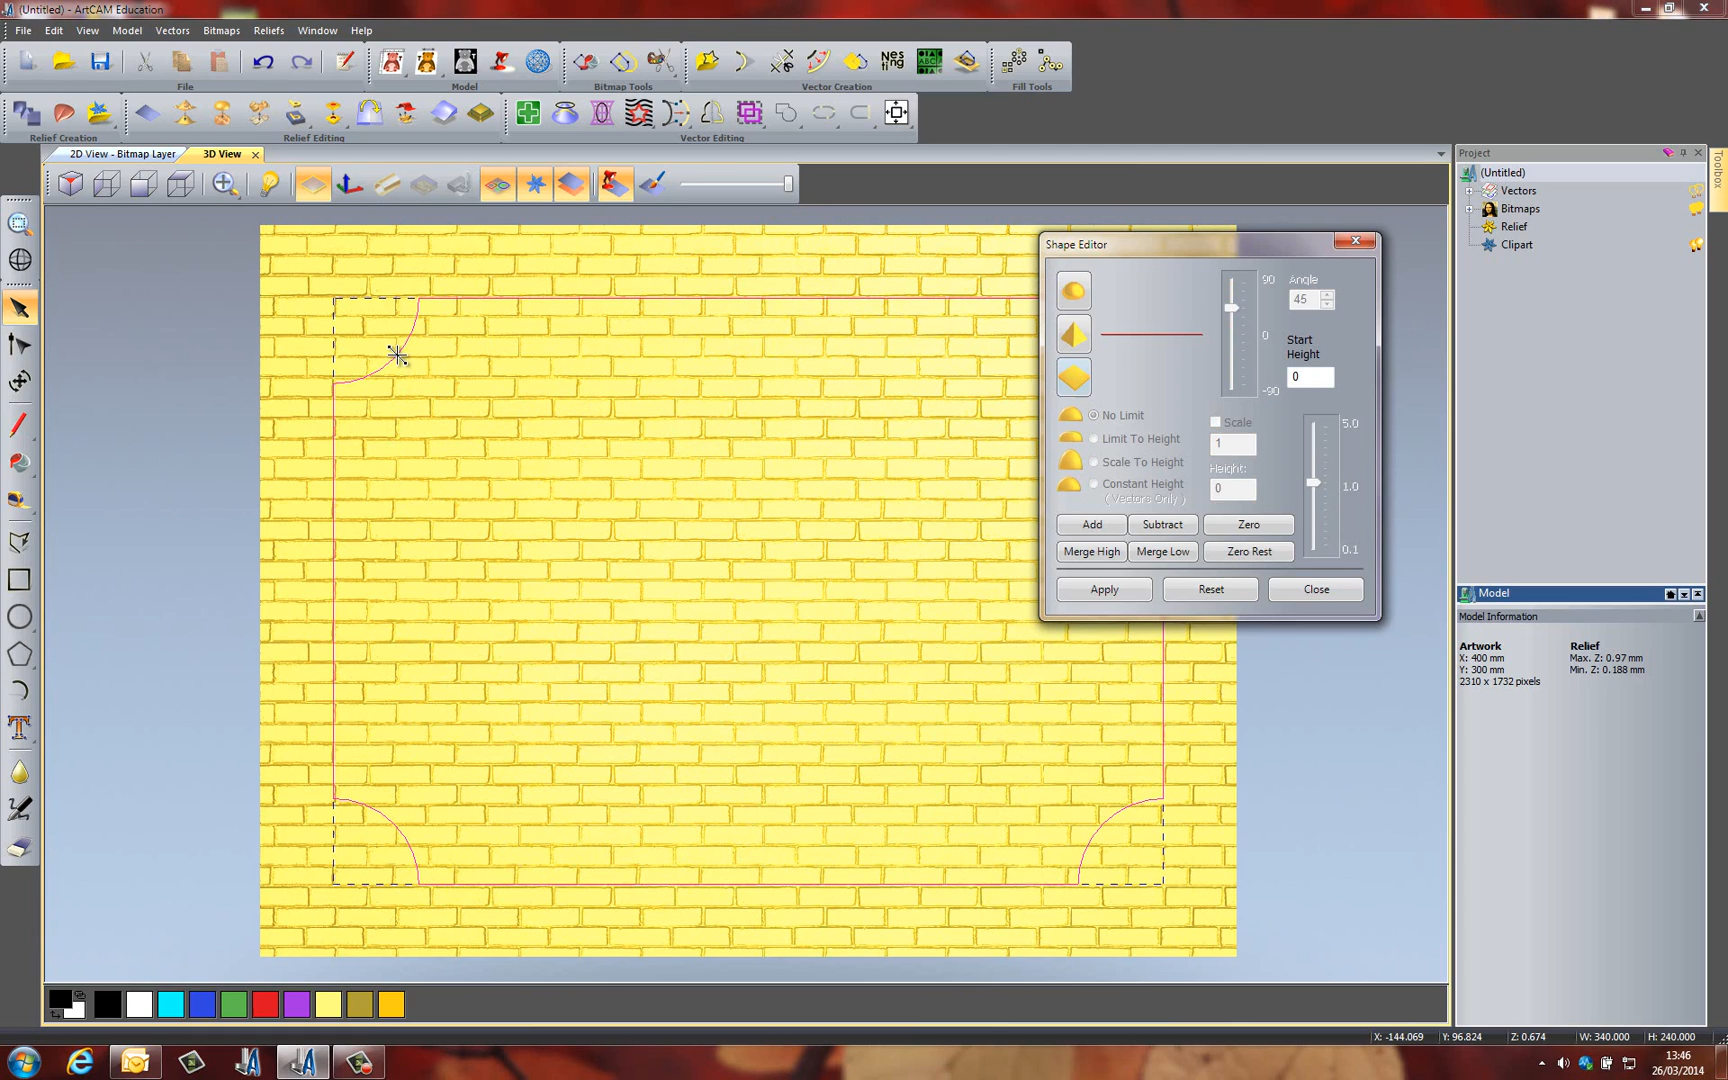 (Untitled) - ArtCAM Education
File Edit View Model Vectors Bitmaps Reliefs Window Help
File Model Bitmap Tools Vector Creation Fill Tools
Nes ting
ABC
Relief Creation Relief Editing Vector Editing
2D View - Bitmap Layer 3D View
Project
Toolbox
(Untitled)
Vectors
Bitmaps
Relief
Clipart
Shape Editor
90 Angle
45
0 Start
Height
0
-90
No Limit Scale 5.0
Limit To Height 1
Scale To Height Height:
Constant Height 0 1.0
( Vectors Only )
Add Subtract Zero
Merge High Merge Low Zero Rest 0.1
Apply Reset Close
Model
Model Information
Artwork Relief
X: 400 mm Max. Z: 0.97 mm
Y: 300 mm Min. Z: 0.188 mm
2310 x 1732 pixels
X: -144.069 Y: 96.824 Z: 0.674 W: 340.000 H: 240.000
13:46
26/03/2014